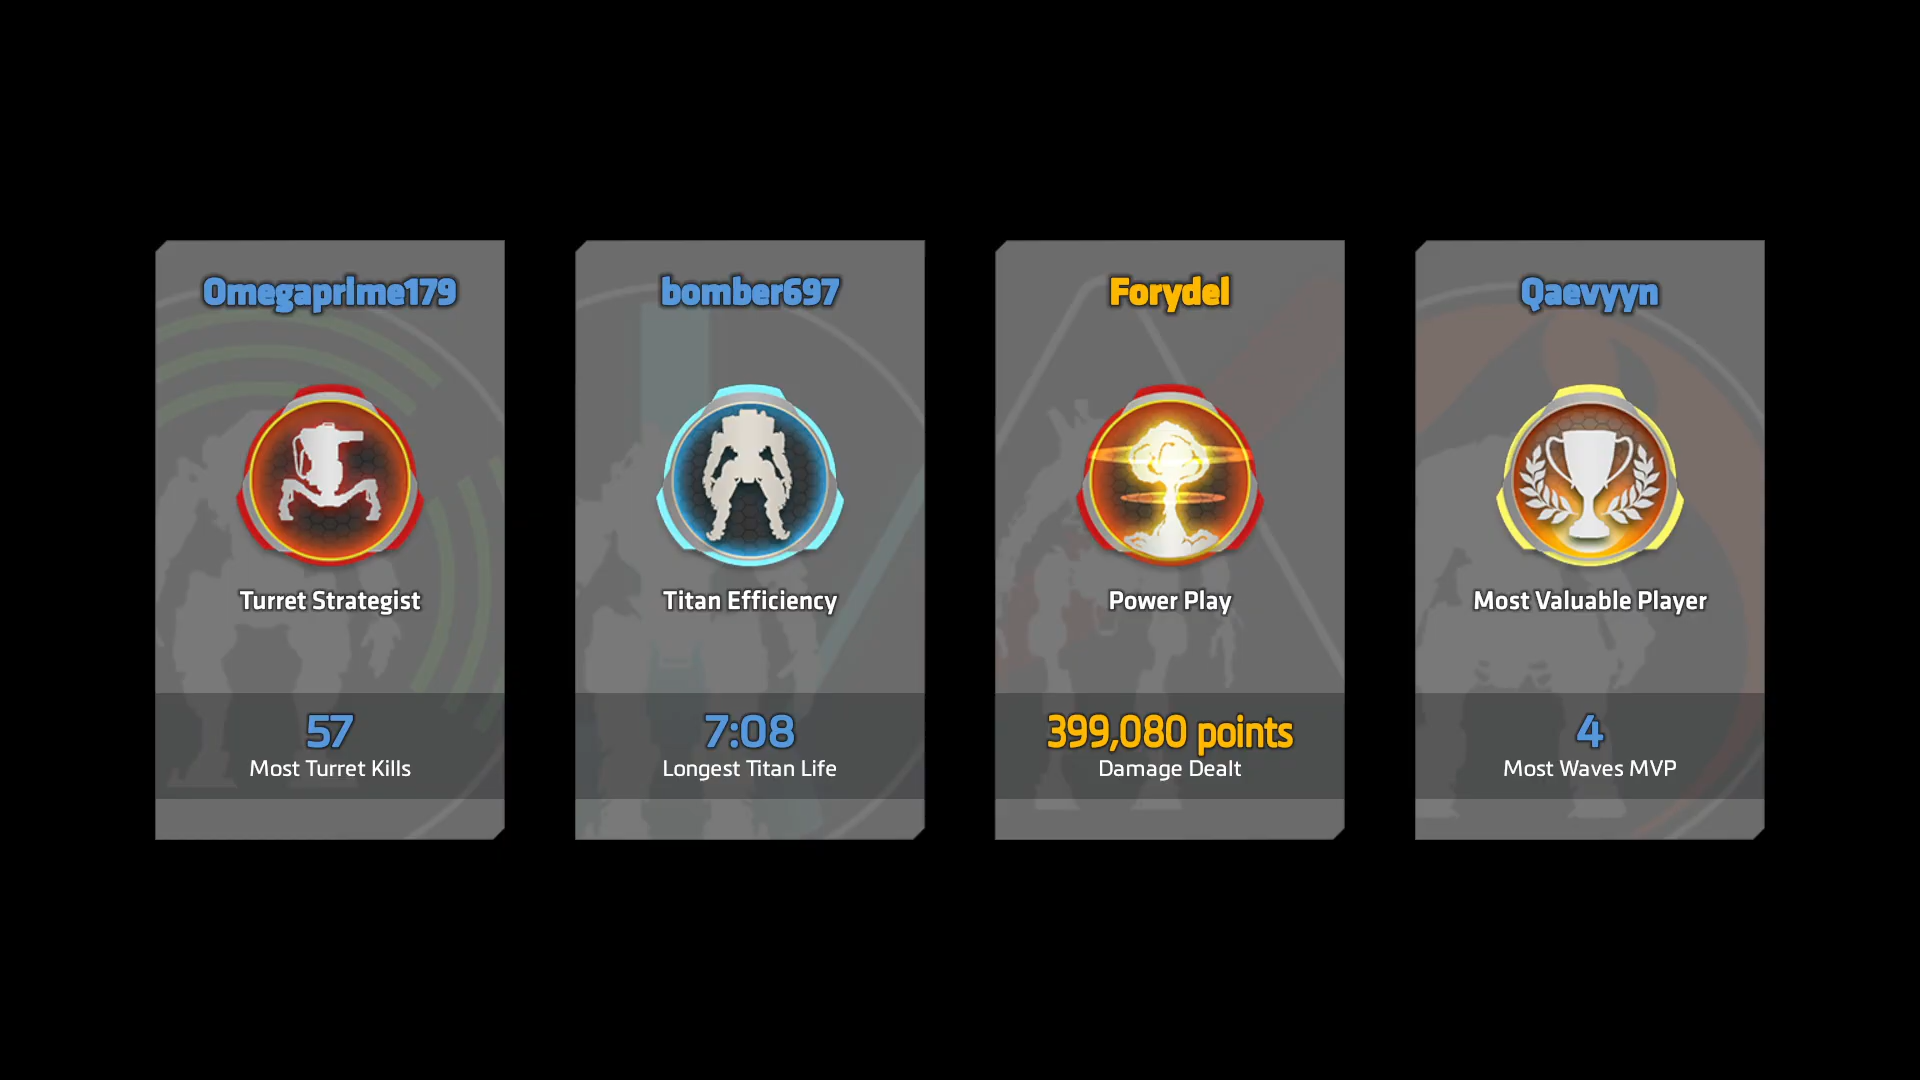 Omegaprime179
Turret Strategist
57
Most Turret Kills
bomber697
Titan Efficiency
7:08
Longest Titan Life
Forydel
Power Play
399,080 points
Damage Dealt
Qaevyyn
Most Valuable Player
4
Most Waves MVP